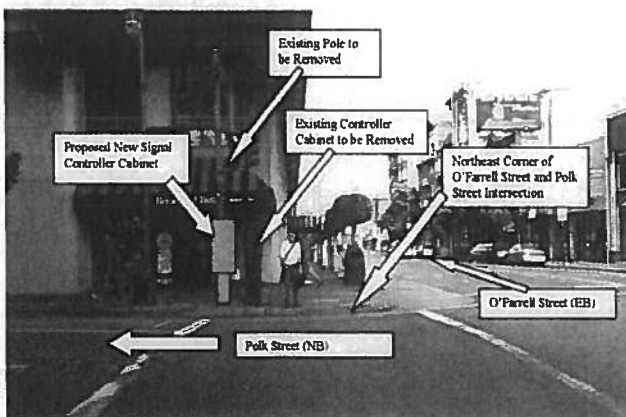 Existing Pole to
be Removed
Existing Controller
Cabinet to be Removed
Proposed New Signal
Controller Cabinet
Northeast Corner of
O'Farrell Street and Polk
Street Intersection
O'Farrell Street (EB)
Polk Street (NB)